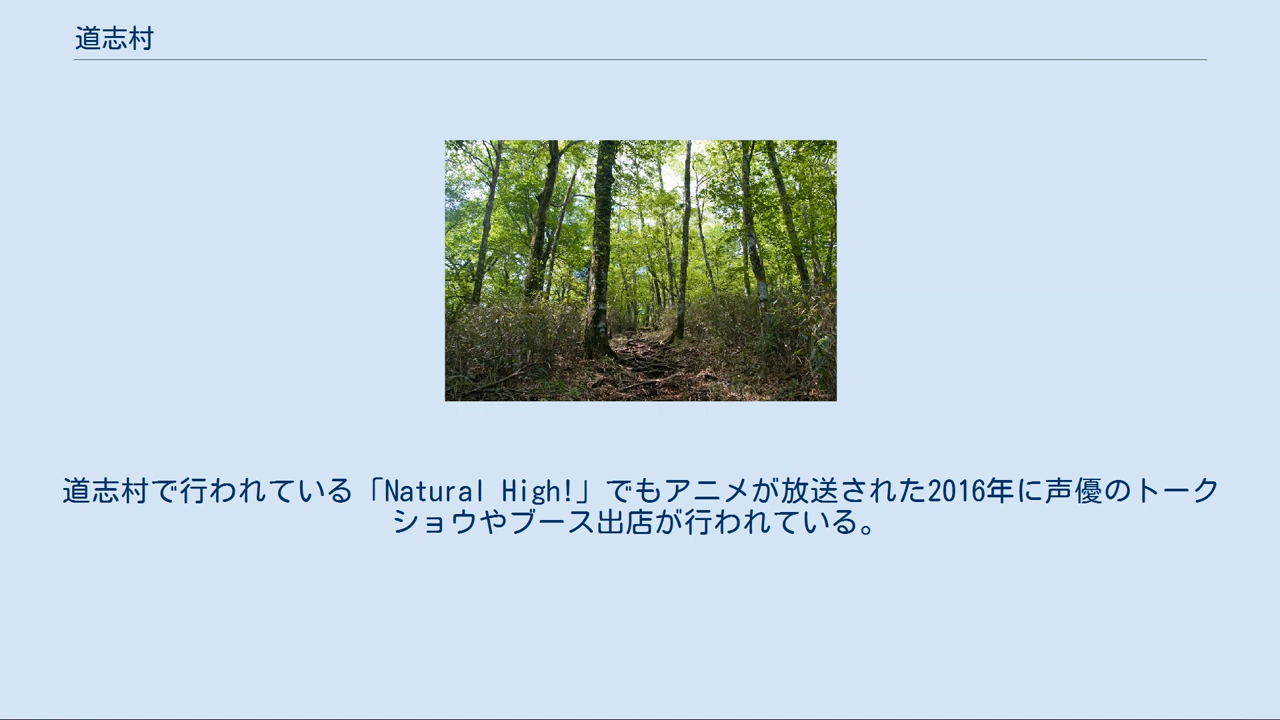 道志村
道志村で行われている「Natural High!」でもアニメが放送された2016年に声優のトーク
ショウやブース出店が行われている。